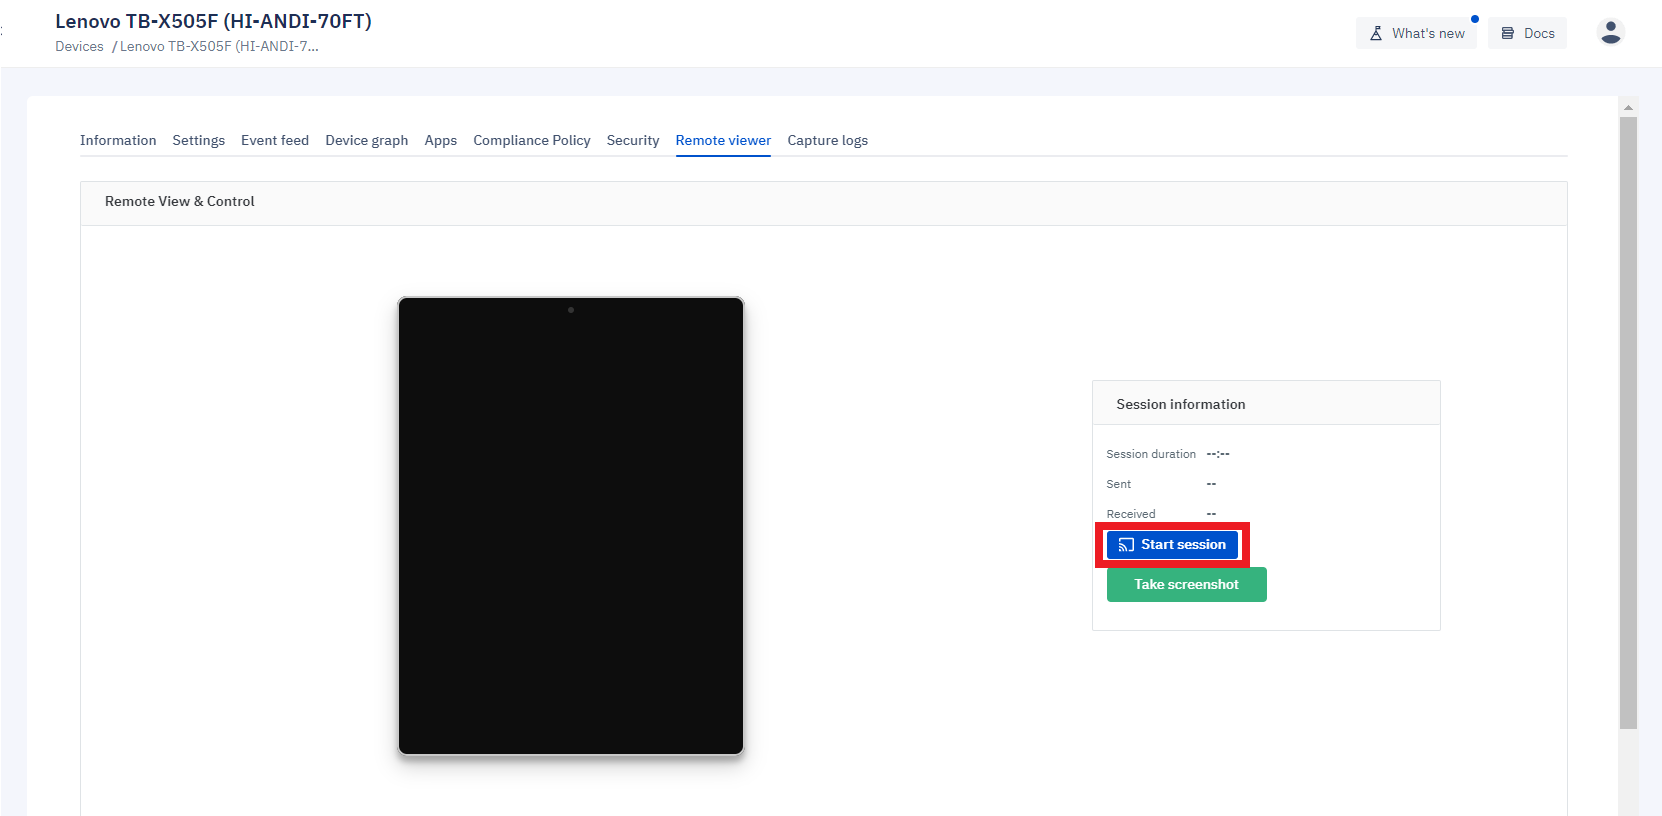 Lenovo TB-X505F (HI-ANDI-70FT)
Devices / Lenovo TB-X505F (HI-ANDI-7...
What's new
Docs
Information Settings Event feed Device graph Apps Compliance Policy Security Remote viewer Capture logs
Remote View & Control
Session information
Session duration --:--
Sent --
Received --
Start session
Take screenshot